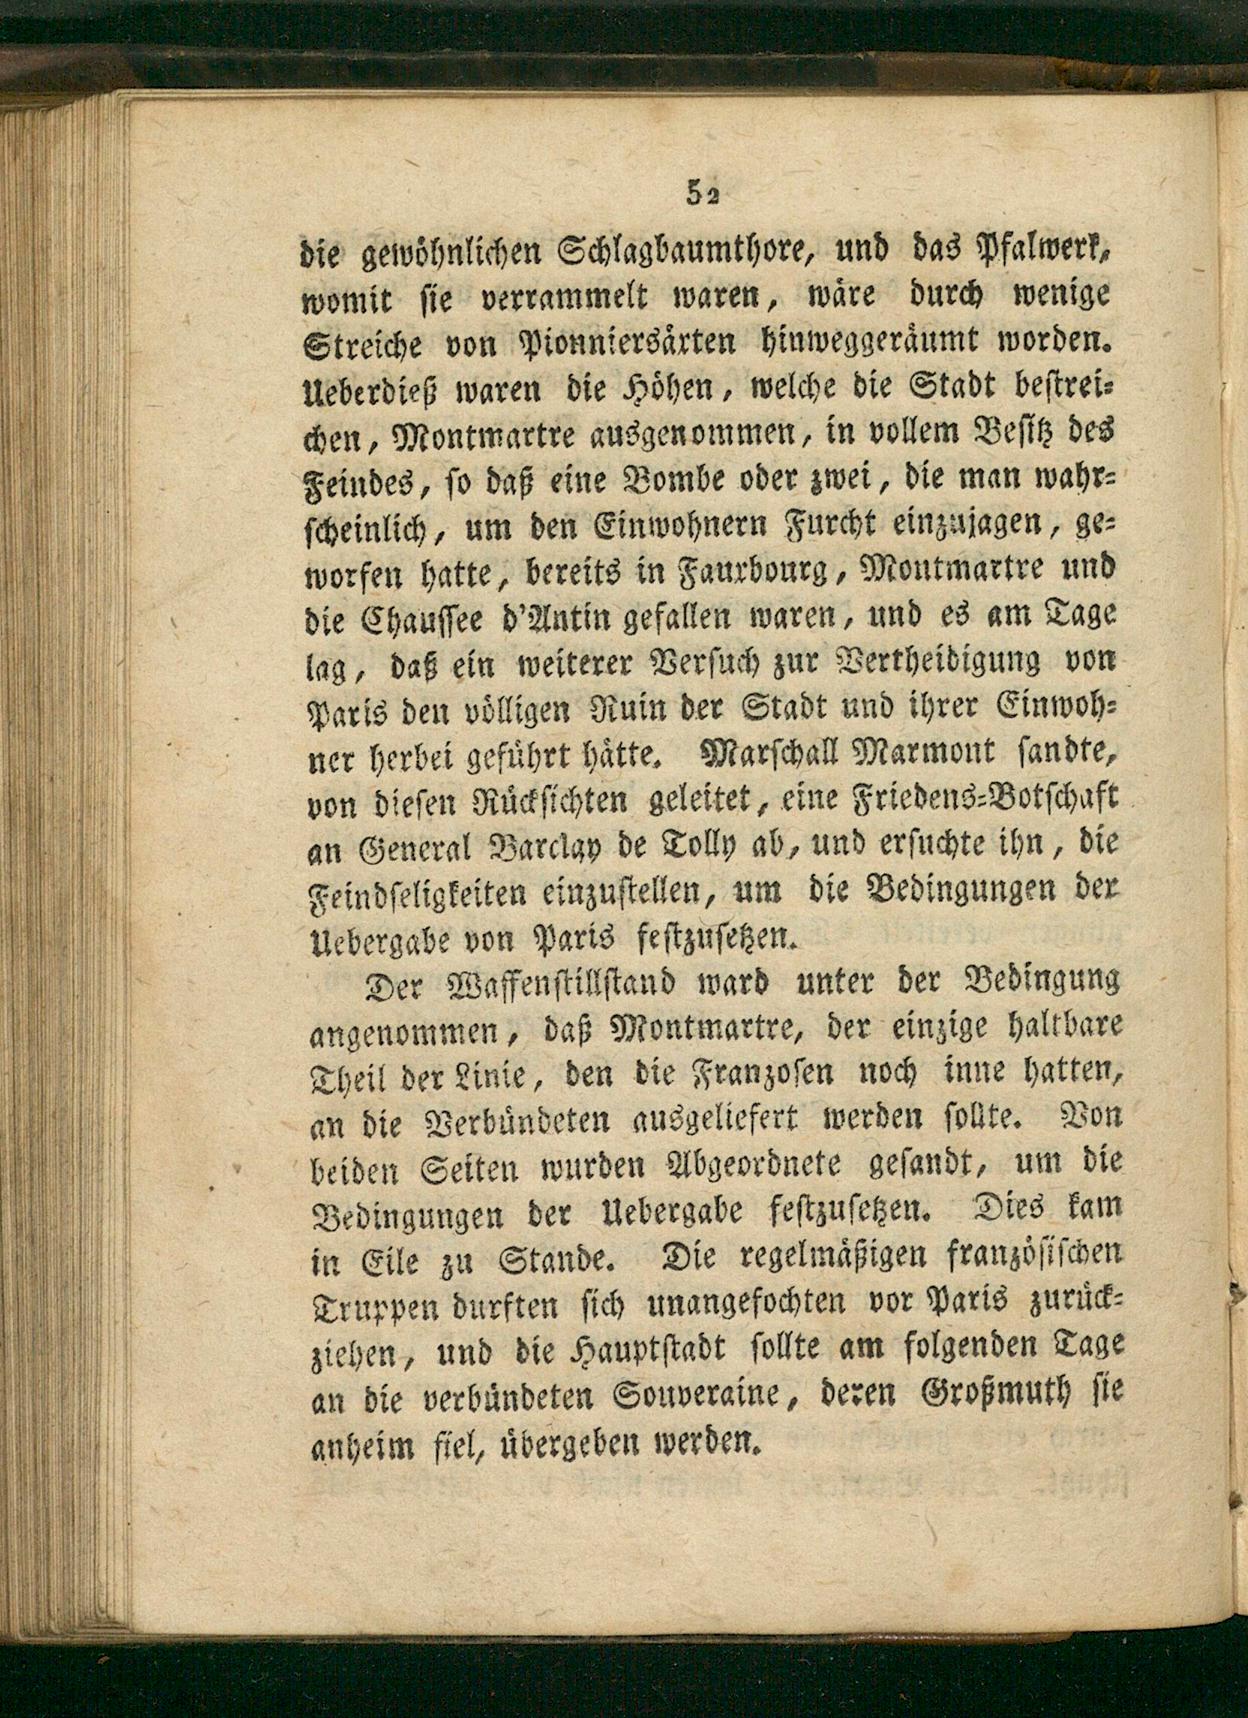 52
die gewöhnlichen Schlagbaumthore, und das Pfalwerk,
womit sie verrammelt waren, wäre durch wenige
Streiche von Pionniersärten hinweggeräumt worden.
Ueberdieß waren die Höhen, welche die Stadt bestrei-
chen, Montmartre ausgenommen, in vollem Besitz des
Feindes, so daß eine Bombe oder zwei, die man wahr-
scheinlich, um den Einwohnern Furcht einzujagen, ge-
worfen hatte, bereits in Fauxbourg, Montmartre und
die Chaussee d'Antin gefallen waren, und es am Tage
lag, daß ein weiterer Versuch zur Vertheidigung von
Paris den völligen Ruin der Stadt und ihrer Einwoh-
ner herbei geführt hätte. Marschall Marmont sandte,
von diesen Rücksichten geleitet, eine Friedens-Botschaft
an General Barclay de Tolly ab, und ersuchte ihn, die
Feindseligkeiten einzustellen, um die Bedingungen der
Uebergabe von Paris festzusetzen.
Der Waffenstillstand ward unter der Bedingung
angenommen, daß Montmartre, der einzige haltbare
Theil der Linie, den die Franzosen noch inne hatten,
an die Verbündeten ausgeliefert werden sollte. Von
beiden Seiten wurden Abgeordnete gesandt, um die
Bedingungen der Uebergabe festzusetzen. Dies kam
in Eile zu Stande. Die regelmäßigen französischen
Truppen durften sich unangefochten vor Paris zurück-
ziehen, und die Hauptstadt sollte am folgenden Tage
an die verbündeten Souveraine, deren Großmuth sie
anheim fiel, übergeben werden.